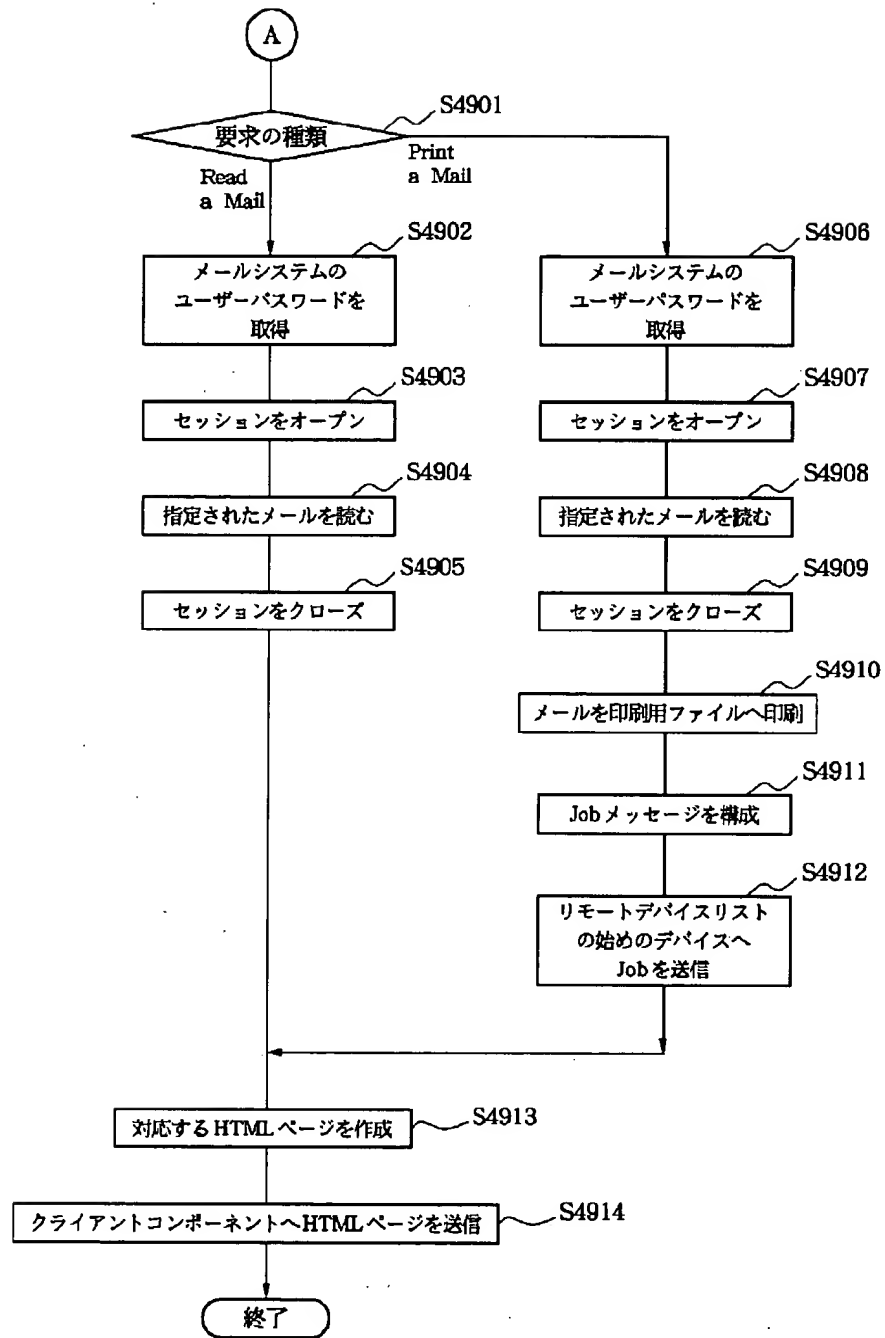 A
S4901
要求の種類
Print
a Mail
Read
a Mail
S4902
メールシステムの
ユーザーパスワードを
取得
S4903
セッションをオープン
S4904
指定されたメールを読む
S4905
セッションをクローズ
S4906
メールシステムの
ユーザーパスワードを
取得
S4907
セッションをオープン
S4908
指定されたメールを読む
S4909
セッションをクローズ
S4910
メールを印刷用ファイルへ印刷
S4911
Jobメッセージを構成
S4912
リモートデバイスリスト
の始めのデバイスへ
Jobを送信
対応するHTMLページを作成
S4913
クライアントコンポーネントへHTMLページを送信
S4914
終了